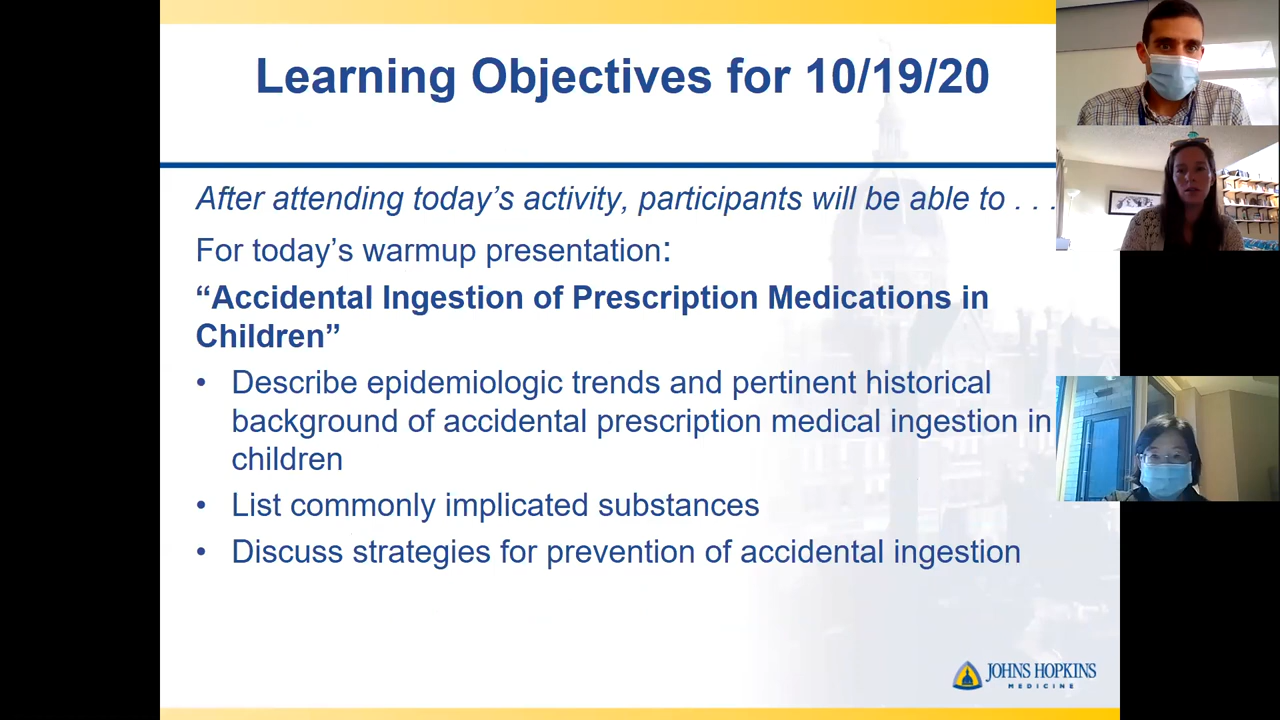 Learning Objectives for 10/19/20
After attending today’s activity, participants will be able to . . .
For today’s warmup presentation:
“Accidental Ingestion of Prescription Medications in
Children”
• Describe epidemiologic trends and pertinent historical
background of accidental prescription medical ingestion in
children
• List commonly implicated substances
• Discuss strategies for prevention of accidental ingestion
JOHNS HOPKINS
MEDICINE